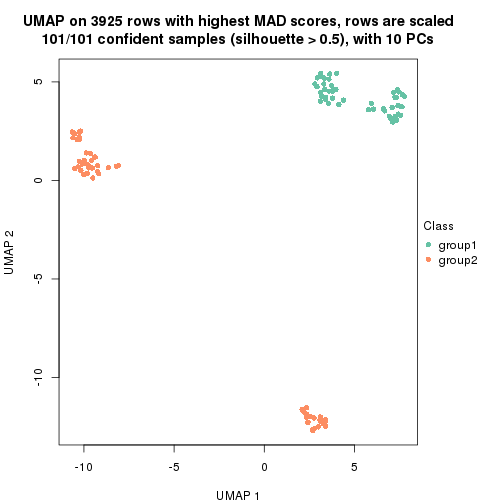 UMAP on 3925 rows with highest MAD scores, rows are scaled
101/101 confident samples (silhouette > 0.5), with 10 PCs
5
0
-5
-10
UMAP 2
-10
-5
0
5
UMAP 1
Class
group1
group2